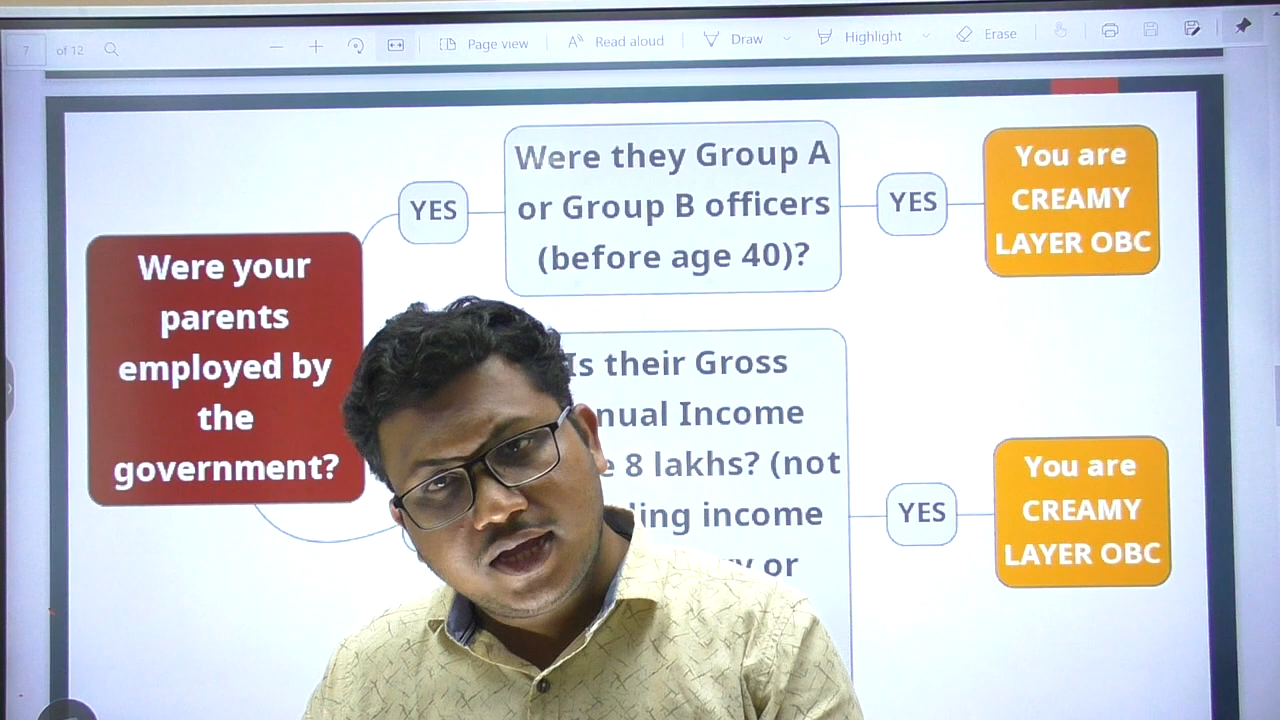 7 of 12
Page view
Read aloud
Draw
Highlight
Erase
Were your
parents
employed by
the
government?
YES
Were they Group A
or Group B officers
(before age 40)?
YES
You are
CREAMY
LAYER OBC
Is their Gross
Income
8 lakhs? (not
income
or
YES
You are
CREAMY
LAYER OBC